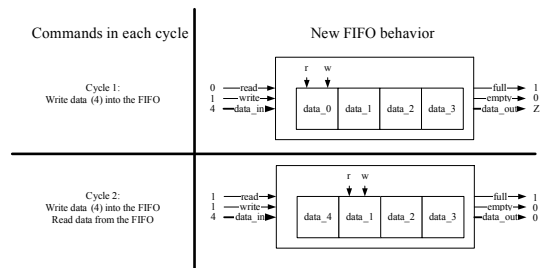 Commands in each cycle
New FIFO behavior
Cycle 1:
Write data (4) into the FIFO
0 read
1 write
4 data_in
r w
data_0 data_1 data_2 data_3
full 1
empty 0
data_out Z
Cycle 2:
Write data (4) into the FIFO
Read data from the FIFO
1 read
1 write
4 data_in
r w
data_4 data_1 data_2 data_3
full 1
empty 0
data_out 0